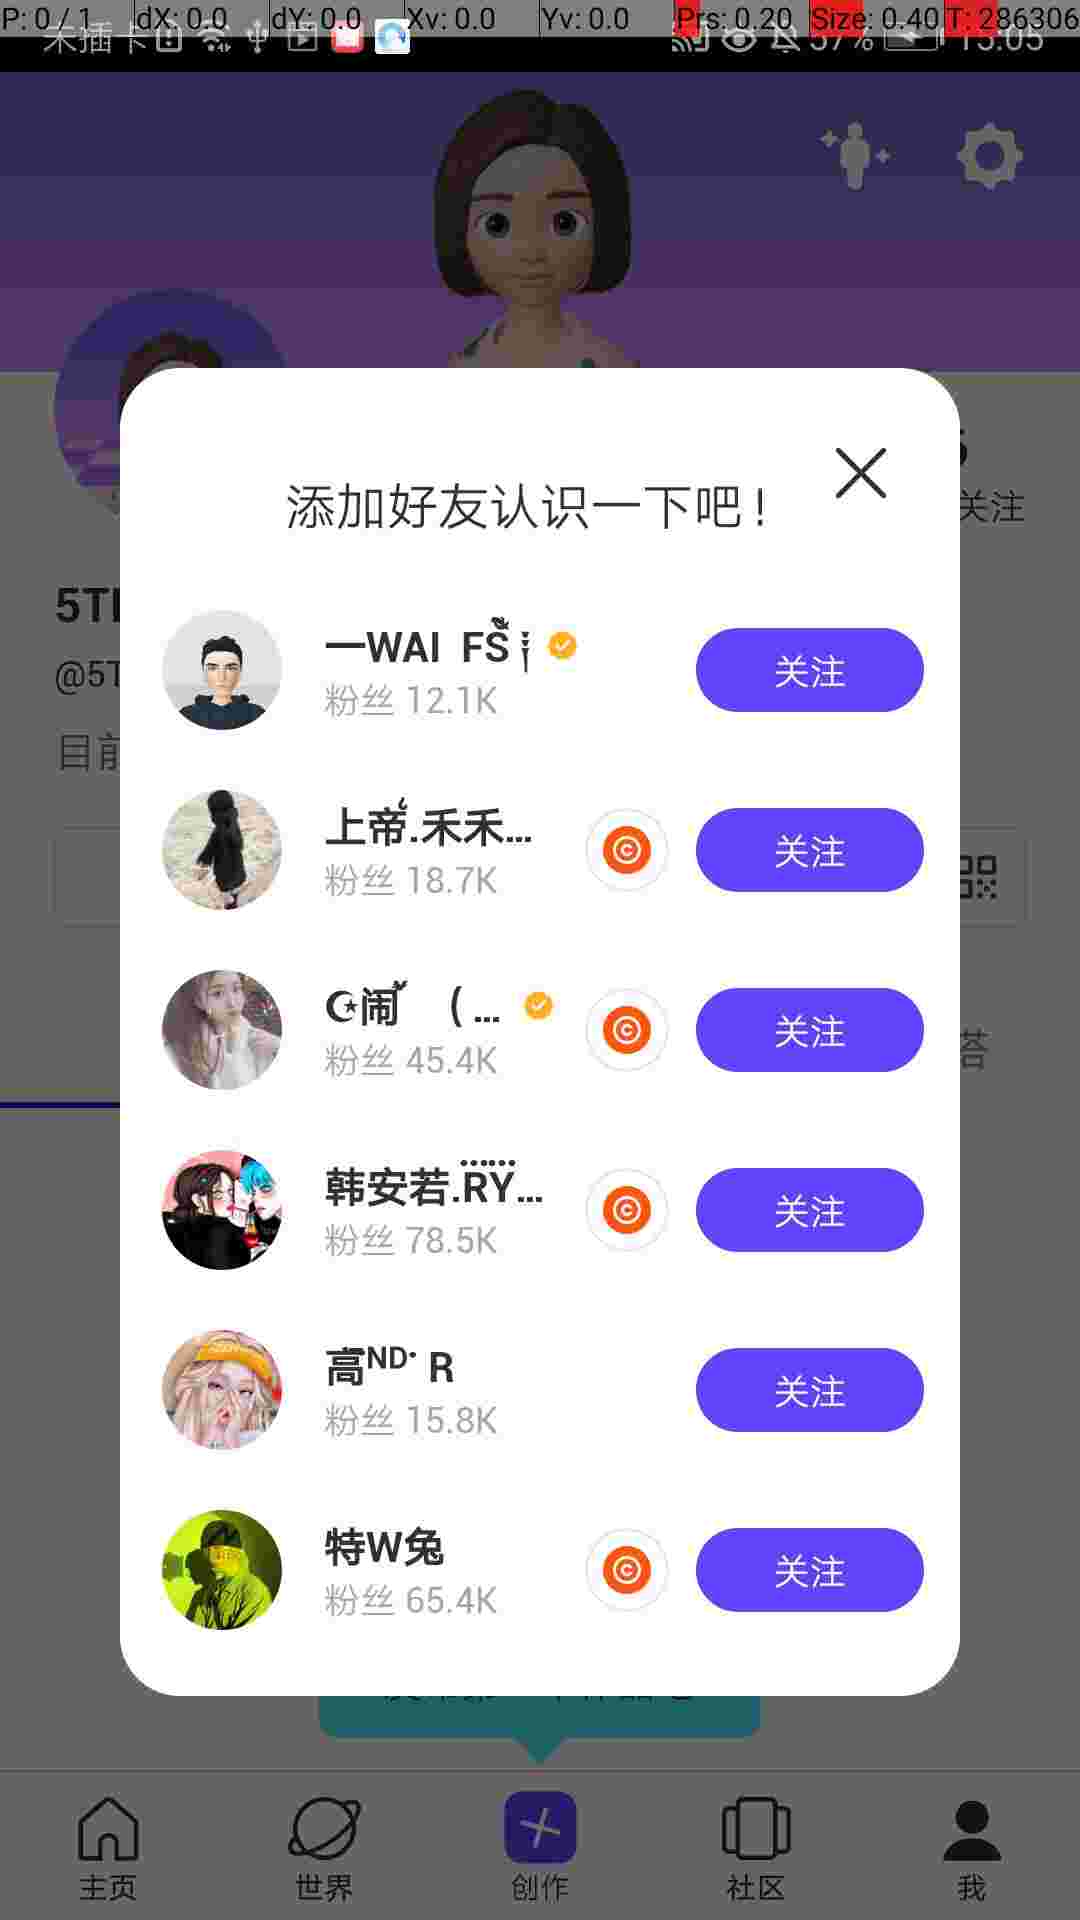 P: 0 / 1 dX: 0.0 dY: 0.0 Xv: 0.0 Yv: 0.0 Prs: 0.20 Size: 0.40 T: 286306
未插卡 57% 15:05
添加好友认识一下吧！
关注
一WAI FS
粉丝 12.1K
关注
@5T
目前
上帝.禾禾...
粉丝 18.7K
关注
闹 ( ...
粉丝 45.4K
关注
答
韩安若.RY...
粉丝 78.5K
关注
高ᴺᴰ· R
粉丝 15.8K
关注
特W兔
粉丝 65.4K
关注
主页 世界 创作 社区 我